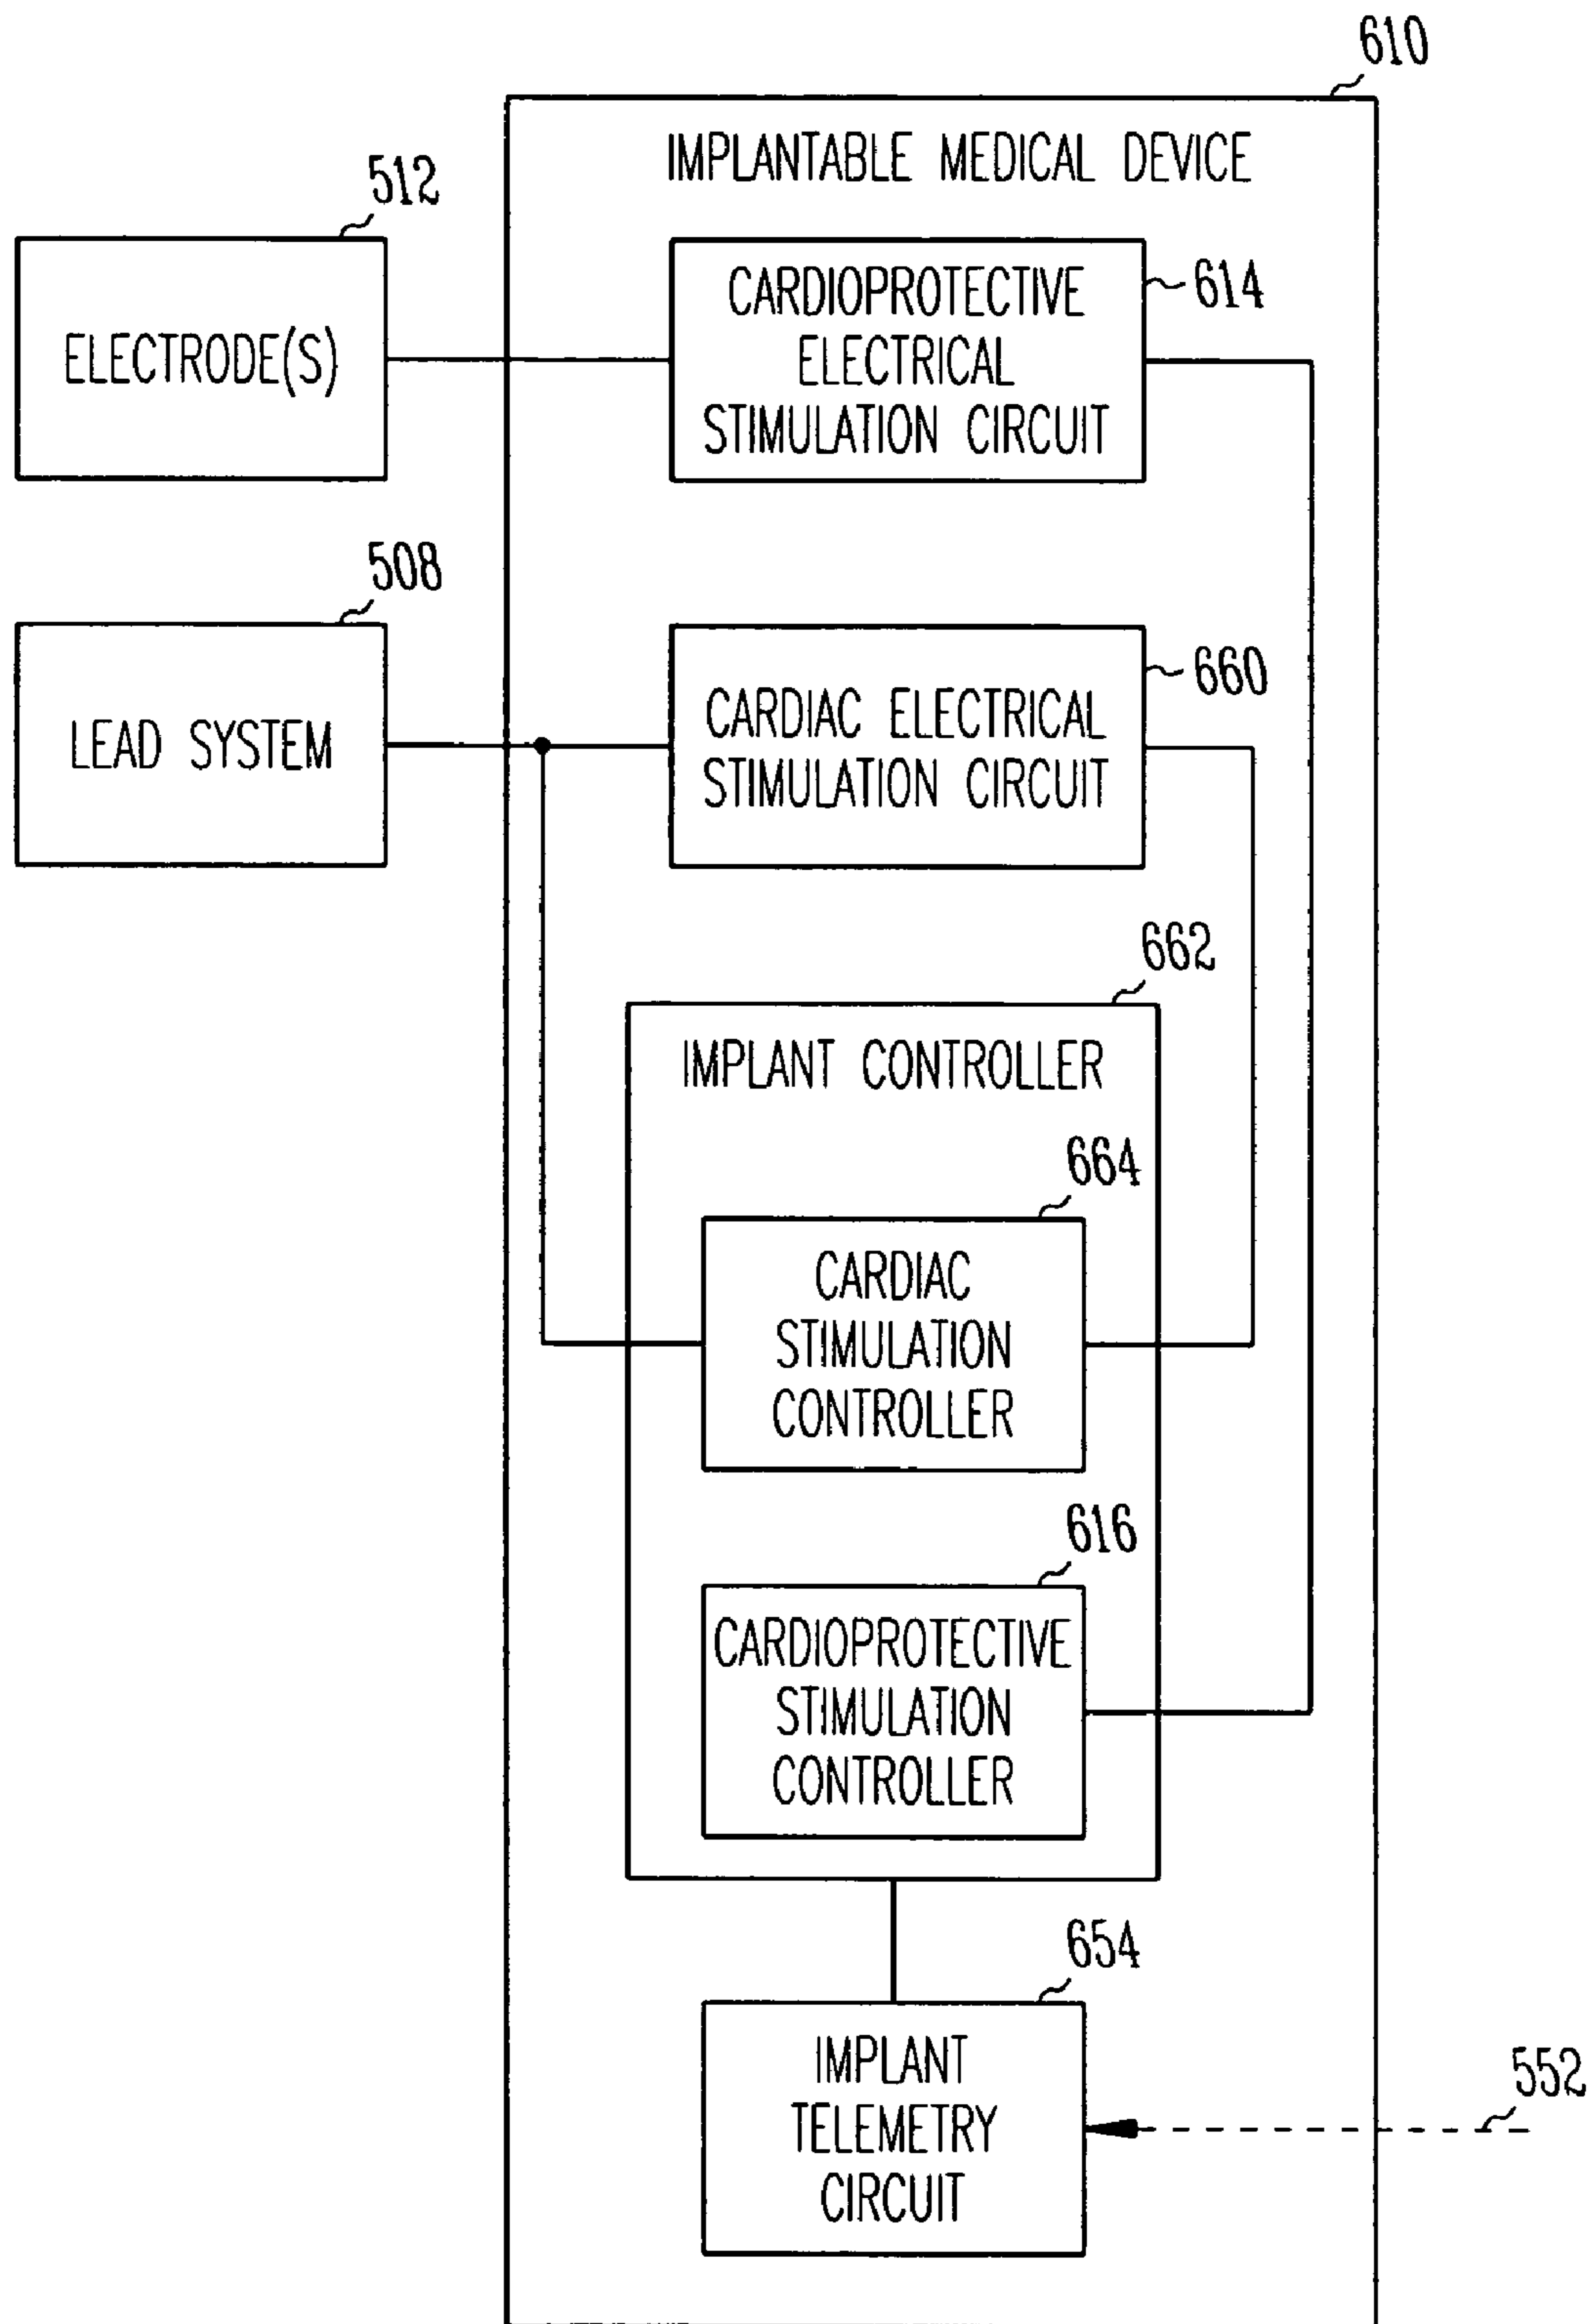 610
IMPLANTABLE MEDICAL DEVICE
512
ELECTRODE(S)
CARDIOPROTECTIVE
ELECTRICAL
STIMULATION CIRCUIT
614
508
LEAD SYSTEM
CARDIAC ELECTRICAL
STIMULATION CIRCUIT
660
662
IMPLANT CONTROLLER
664
CARDIAC
STIMULATION
CONTROLLER
616
CARDIOPROTECTIVE
STIMULATION
CONTROLLER
654
IMPLANT
TELEMETRY
CIRCUIT
552